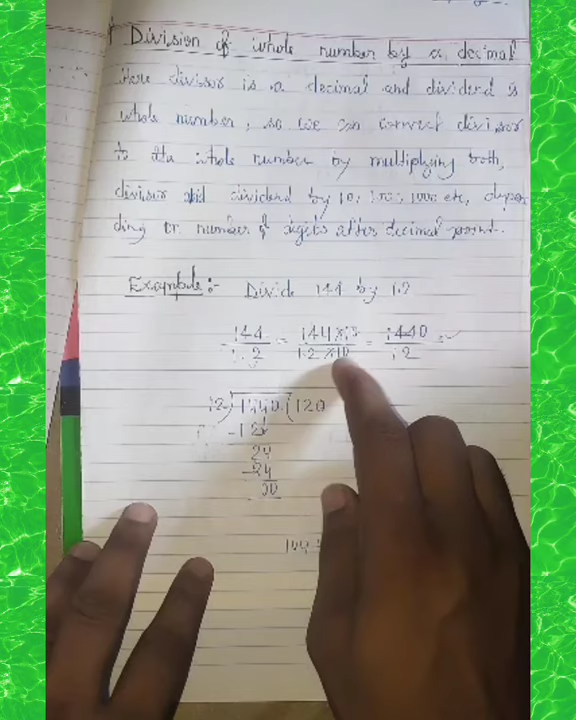 Division of whole number by a decimal
Here divisor is a decimal and dividend is
whole number, so we can convert divisor
to the whole number by multiplying both,
divisor and dividend by 10, 100, 1000 etc, depen
ding on number of digits after decimal point.
Example:- Divide 144 by 1.2
144/1.2 = 144×10/1.2×10 = 1440/12 =
12)1440(120
-12
24
-24
00
144